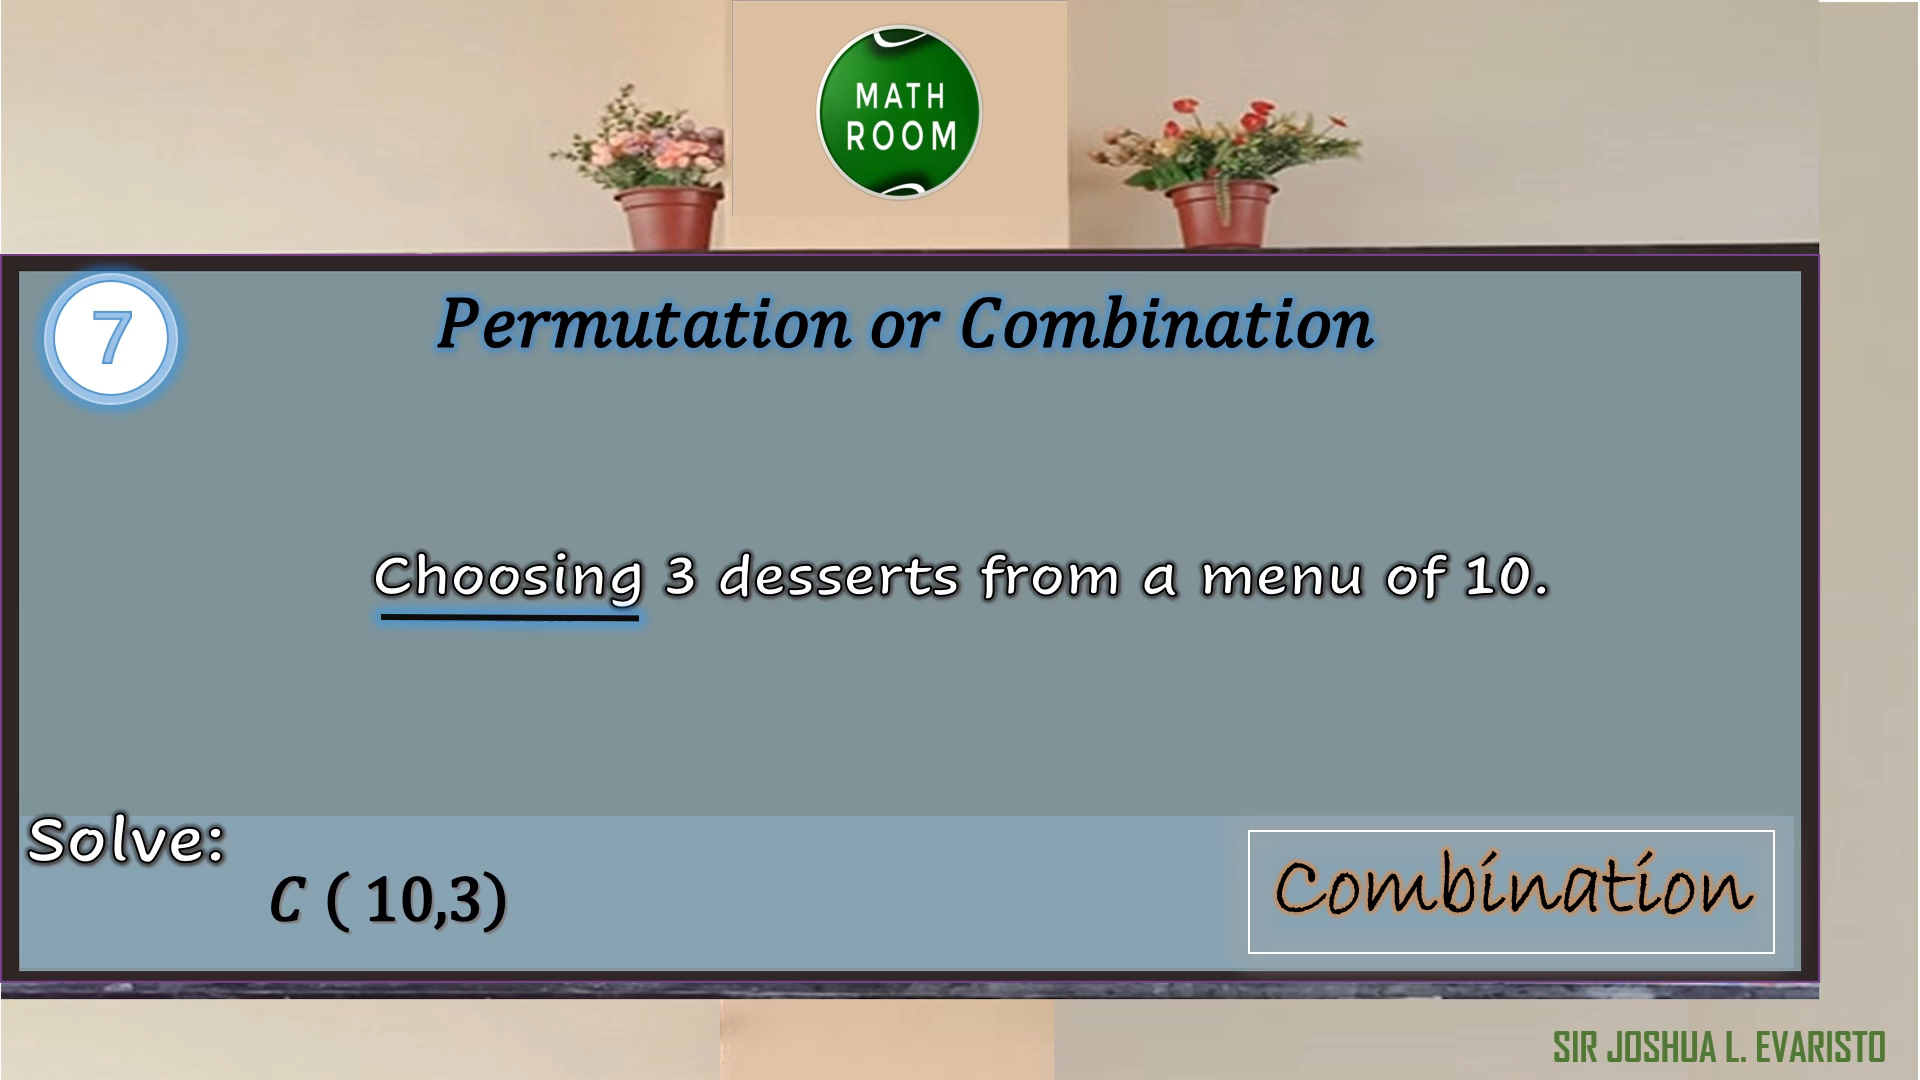 MATH
ROOM
7
Permutation or Combination
Choosing 3 desserts from a menu of 10.
Solve:
C ( 10,3)
Combination
SIR JOSHUA L. EVARISTO